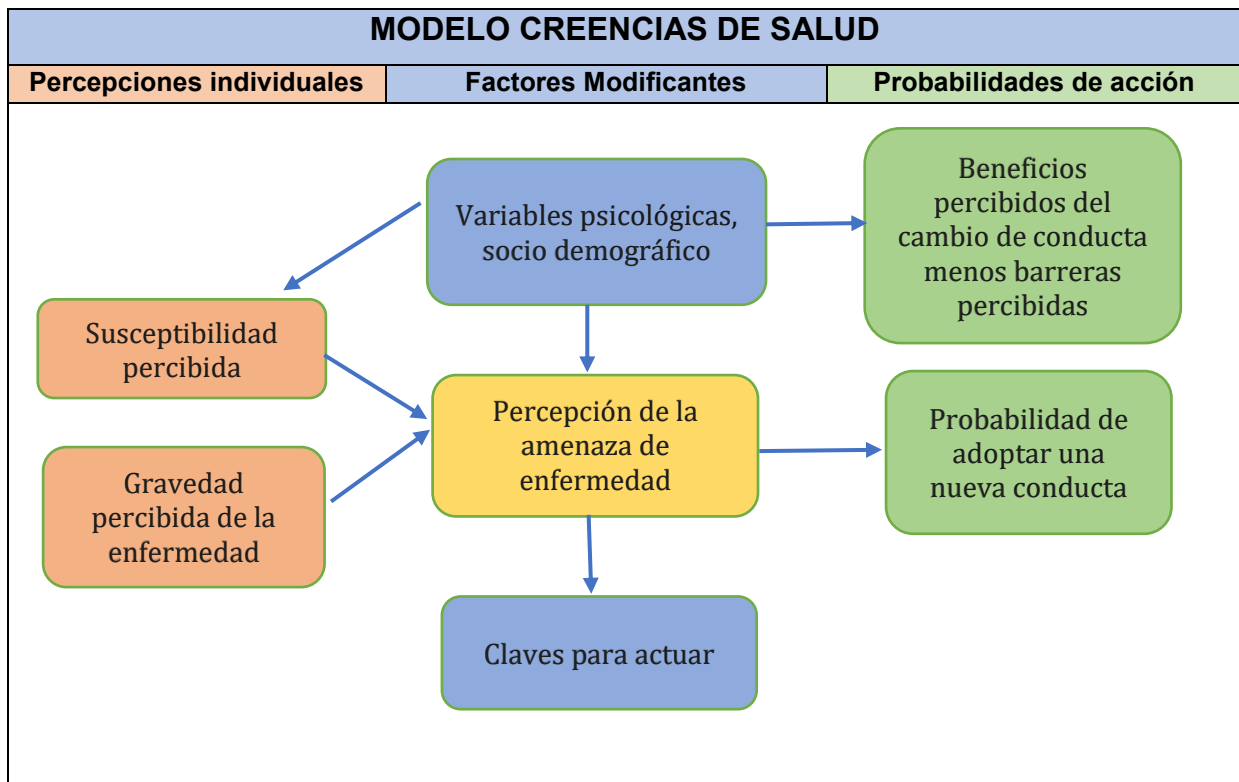 MODELO CREENCIAS DE SALUD
Percepciones individuales
Factores Modificantes
Probabilidades de acción
Variables psicológicas,
socio demográfico
Beneficios
percibidos del
cambio de conducta
menos barreras
percibidas
Susceptibilidad
percibida
Percepción de la
amenaza de
enfermedad
Probabilidad de
adoptar una
nueva conducta
Gravedad
percibida de la
enfermedad
Claves para actuar